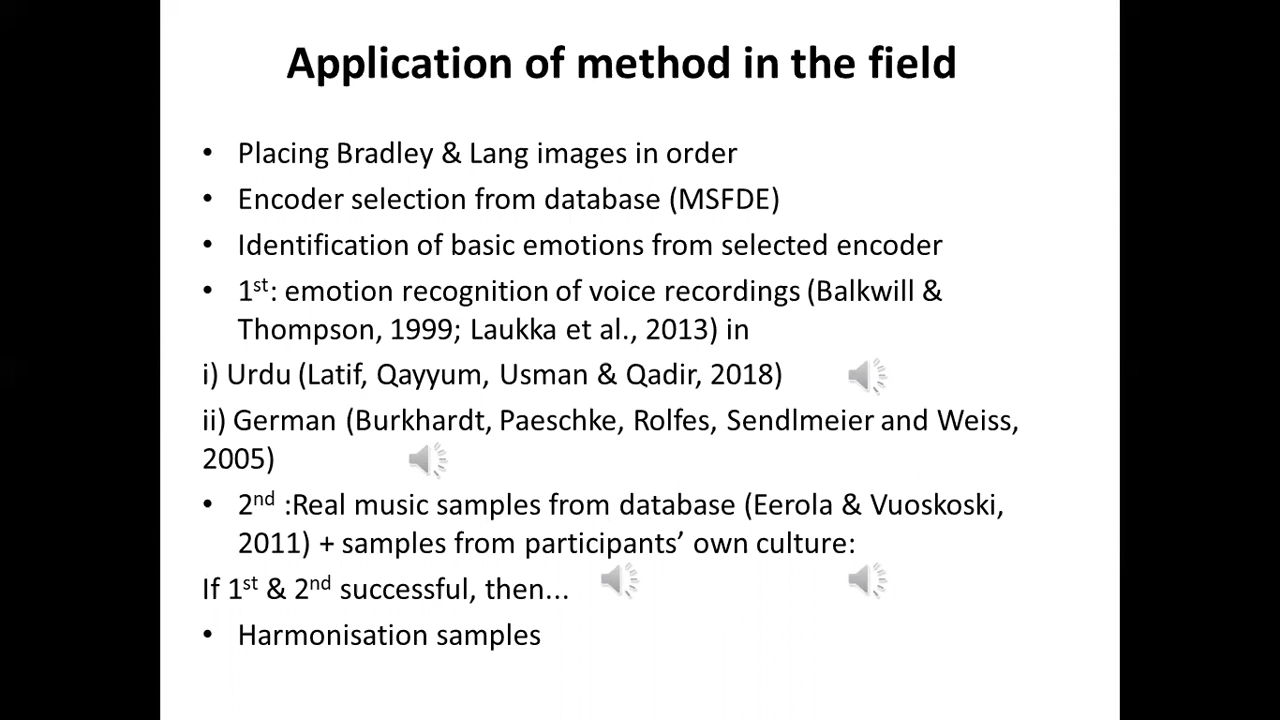 Application of method in the field
• Placing Bradley & Lang images in order
• Encoder selection from database (MSFDE)
• Identification of basic emotions from selected encoder
• 1st: emotion recognition of voice recordings (Balkwill &
Thompson, 1999; Laukka et al., 2013) in
i) Urdu (Latif, Qayyum, Usman & Qadir, 2018)
ii) German (Burkhardt, Paeschke, Rolfes, Sendlmeier and Weiss,
2005)
• 2nd :Real music samples from database (Eerola & Vuoskoski,
2011) + samples from participants’ own culture:
If 1st & 2nd successful, then...
• Harmonisation samples